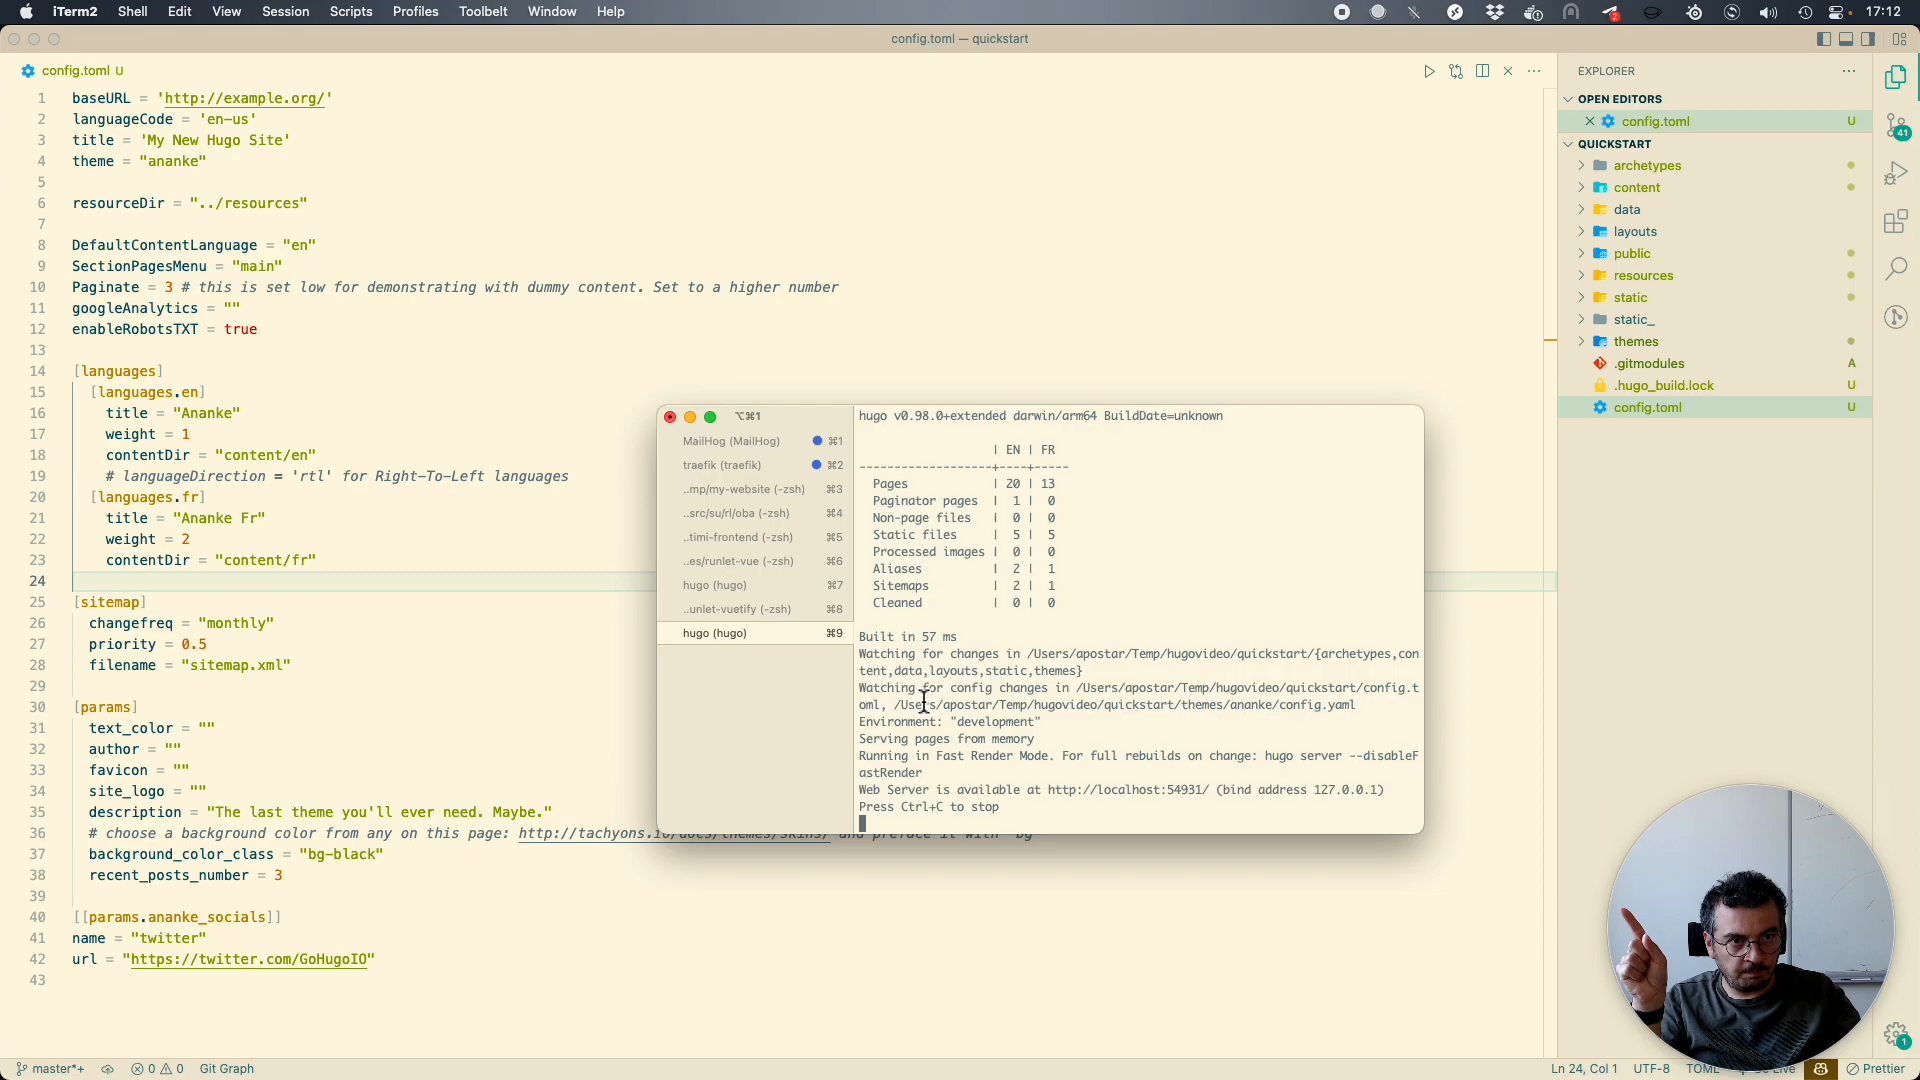 iTerm2 Shell Edit View Session Scripts Profiles Toolbelt Window Help
2
17:12
config.toml — quickstart
config.toml U
1 baseURL = 'http://example.org/'
2 languageCode = 'en-us'
3 title = 'My New Hugo Site'
4 theme = "ananke"
5
6 resourceDir = "../resources"
7
8 DefaultContentLanguage = "en"
9 SectionPagesMenu = "main"
10 Paginate = 3 # this is set low for demonstrating with dummy content. Set to a higher number
11 googleAnalytics = ""
12 enableRobotsTXT = true
13
14 [languages]
15 [languages.en]
16 title = "Ananke"
17 weight = 1
18 contentDir = "content/en"
19 # languageDirection = 'rtl' for Right-To-Left languages
20 [languages.fr]
21 title = "Ananke Fr"
22 weight = 2
23 contentDir = "content/fr"
24
25 [sitemap]
26 changefreq = "monthly"
27 priority = 0.5
28 filename = "sitemap.xml"
29
30 [params]
31 text_color = ""
32 author = ""
33 favicon = ""
34 site_logo = ""
35 description = "The last theme you'll ever need. Maybe."
36 # choose a background color from any on this page: http://tachyons.io/docs/themes/skins/ and preface it with "bg-"
37 background_color_class = "bg-black"
38 recent_posts_number = 3
39
40 [[params.ananke_socials]]
41 name = "twitter"
42 url = "https://twitter.com/GoHugoIO"
43
⌥⌘1
MailHog (MailHog) ⌘1
traefik (traefik) ⌘2
..mp/my-website (-zsh) ⌘3
..src/su/rl/oba (-zsh) ⌘4
..timi-frontend (-zsh) ⌘5
..es/runlet-vue (-zsh) ⌘6
hugo (hugo) ⌘7
..unlet-vuetify (-zsh) ⌘8
hugo (hugo) ⌘9
hugo v0.98.0+extended darwin/arm64 BuildDate=unknown
| EN | FR
-------------------+----+-----
Pages | 20 | 13
Paginator pages | 1 | 0
Non-page files | 0 | 0
Static files | 5 | 5
Processed images | 0 | 0
Aliases | 2 | 1
Sitemaps | 2 | 1
Cleaned | 0 | 0
Built in 57 ms
Watching for changes in /Users/apostar/Temp/hugovideo/quickstart/{archetypes,con
tent,data,layouts,static,themes}
Watching for config changes in /Users/apostar/Temp/hugovideo/quickstart/config.t
oml, /Users/apostar/Temp/hugovideo/quickstart/themes/ananke/config.yaml
Environment: "development"
Serving pages from memory
Running in Fast Render Mode. For full rebuilds on change: hugo server --disableF
astRender
Web Server is available at http://localhost:54931/ (bind address 127.0.0.1)
Press Ctrl+C to stop
EXPLORER
OPEN EDITORS
config.toml U
QUICKSTART
archetypes
content
data
layouts
public
resources
static
static_
themes
.gitmodules A
.hugo_build.lock U
config.toml U
41
1
master*+ 0 0 Git Graph
Ln 24, Col 1 UTF-8 TOML Live Prettier